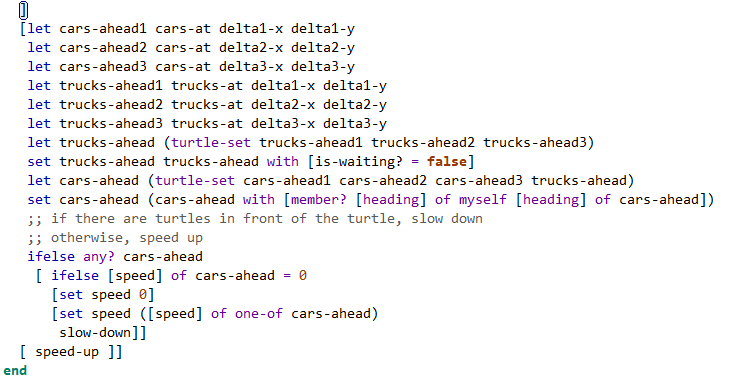 ]
[let cars-ahead1 cars-at delta1-x delta1-y
let cars-ahead2 cars-at delta2-x delta2-y
let cars-ahead3 cars-at delta3-x delta3-y
let trucks-ahead1 trucks-at delta1-x delta1-y
let trucks-ahead2 trucks-at delta2-x delta2-y
let trucks-ahead3 trucks-at delta3-x delta3-y
let trucks-ahead (turtle-set trucks-ahead1 trucks-ahead2 trucks-ahead3)
set trucks-ahead trucks-ahead with [is-waiting? = false]
let cars-ahead (turtle-set cars-ahead1 cars-ahead2 cars-ahead3 trucks-ahead)
set cars-ahead (cars-ahead with [member? [heading] of myself [heading] of cars-ahead])
;; if there are turtles in front of the turtle, slow down
;; otherwise, speed up
ifelse any? cars-ahead
[ ifelse [speed] of cars-ahead = 0
[set speed 0]
[set speed ([speed] of one-of cars-ahead)
slow-down]]
[ speed-up ]]
end